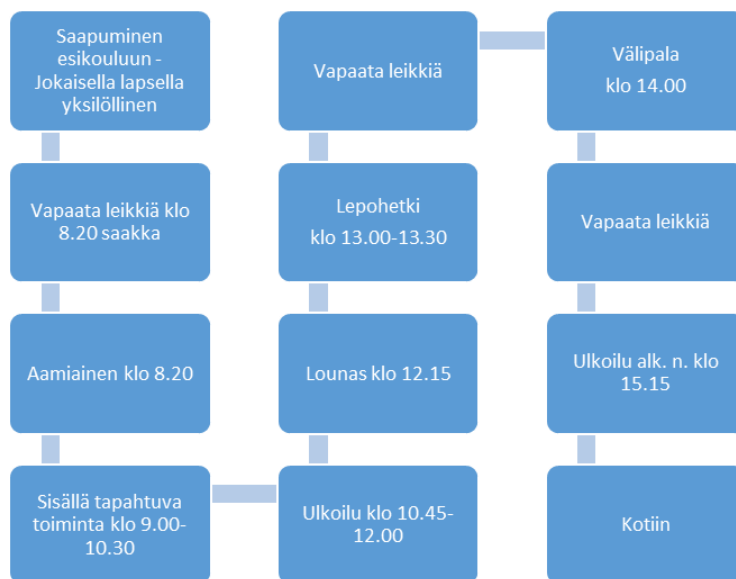 Saapuminen
esikouluun -
Jokaisella lapsella
yksilöllinen
Vapaata leikkiä klo
8.20 saakka
Aamiainen klo 8.20
Sisällä tapahtuva
toiminta klo 9.00-
10.30
Ulkoilu klo 10.45-
12.00
Lounas klo 12.15
Lepohetki
klo 13.00-13.30
Vapaata leikkiä
Välipala
klo 14.00
Vapaata leikkiä
Ulkoilu alk. n. klo
15.15
Kotiin